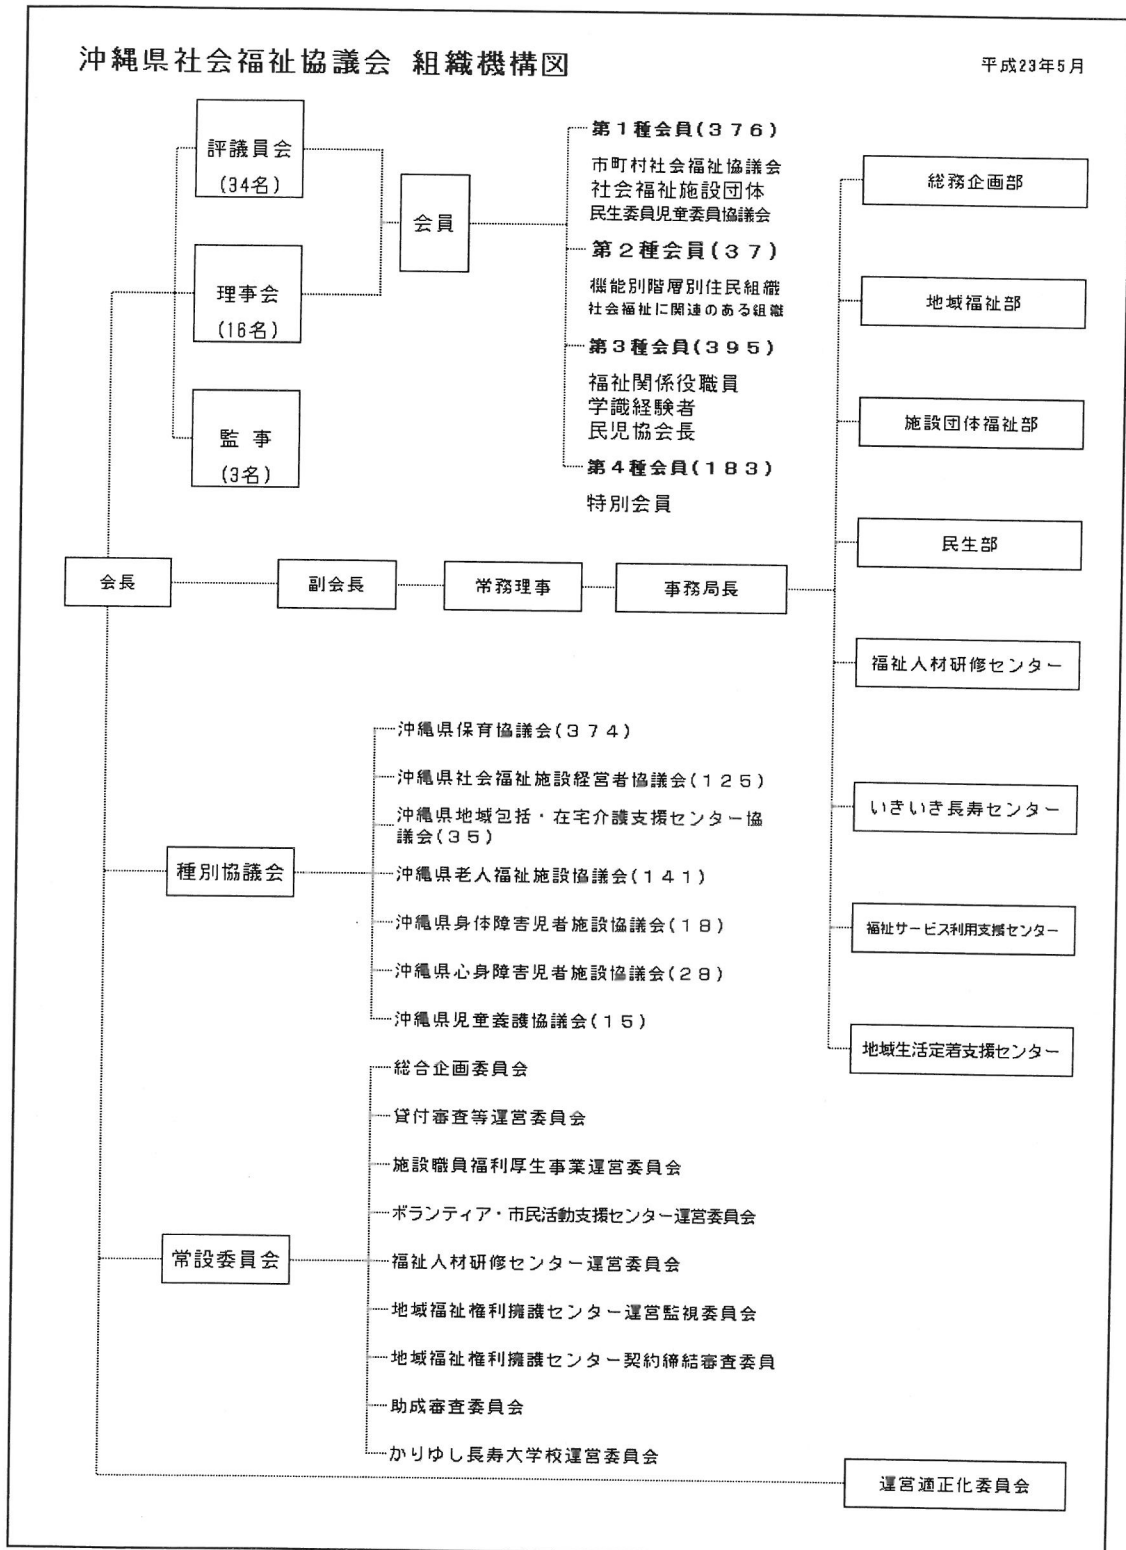 沖縄県社会福祉協議会 組織機構図
平成23年5月
評議員会
(34名)
理事会
(16名)
監 事
(3名)
会員
第1種会員(376)
市町村社会福祉協議会
社会福祉施設団体
民生委員児童委員協議会
第2種会員(37)
機能別階層別住民組織
社会福祉に関連のある組織
第3種会員(395)
福祉関係役職員
学識経験者
民児協会長
第4種会員(183)
特別会員
会長
副会長
常務理事
事務局長
総務企画部
地域福祉部
施設団体福祉部
民生部
福祉人材研修センター
いきいき長寿センター
福祉サービス利用支援センター
地域生活定着支援センター
種別協議会
沖縄県保育協議会(374)
沖縄県社会福祉施設経営者協議会(125)
沖縄県地域包括・在宅介護支援センター協
議会(35)
沖縄県老人福祉施設協議会(141)
沖縄県身体障害児者施設協議会(18)
沖縄県心身障害児者施設協議会(28)
沖縄県児童養護協議会(15)
常設委員会
総合企画委員会
貸付審査等運営委員会
施設職員福利厚生事業運営委員会
ボランティア・市民活動支援センター運営委員会
福祉人材研修センター運営委員会
地域福祉権利擁護センター運営監視委員会
地域福祉権利擁護センター契約締結審査委員
助成審査委員会
かりゆし長寿大学校運営委員会
運営適正化委員会